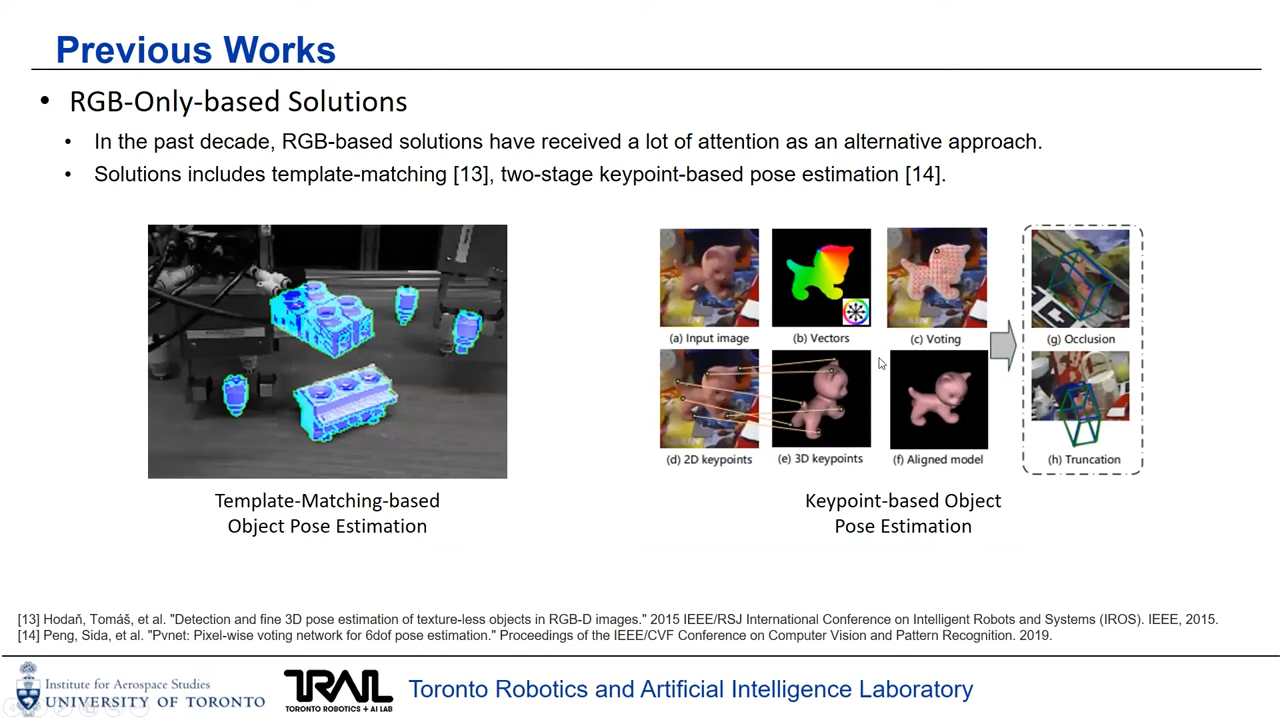 Previous Works
• RGB-Only-based Solutions
• In the past decade, RGB-based solutions have received a lot of attention as an alternative approach.
• Solutions includes template-matching [13], two-stage keypoint-based pose estimation [14].
(a) Input image
(b) Vectors
(c) Voting
(g) Occlusion
(d) 2D keypoints
(e) 3D keypoints
(f) Aligned model
(h) Truncation
Template-Matching-based
Object Pose Estimation
Keypoint-based Object
Pose Estimation
[13] Hodaň, Tomáš, et al. "Detection and fine 3D pose estimation of texture-less objects in RGB-D images." 2015 IEEE/RSJ International Conference on Intelligent Robots and Systems (IROS). IEEE, 2015.
[14] Peng, Sida, et al. "Pvnet: Pixel-wise voting network for 6dof pose estimation." Proceedings of the IEEE/CVF Conference on Computer Vision and Pattern Recognition. 2019.
Institute for Aerospace Studies
UNIVERSITY OF TORONTO
TRAIL
TORONTO ROBOTICS + AI LAB
Toronto Robotics and Artificial Intelligence Laboratory